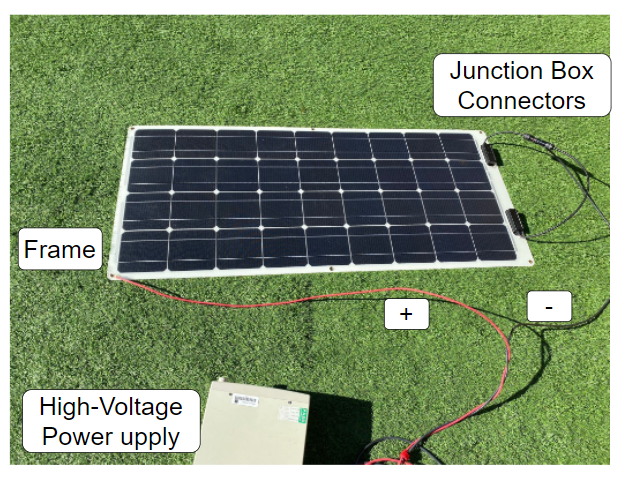 Junction Box
Connectors
Frame
+
-
High-Voltage
Power upply